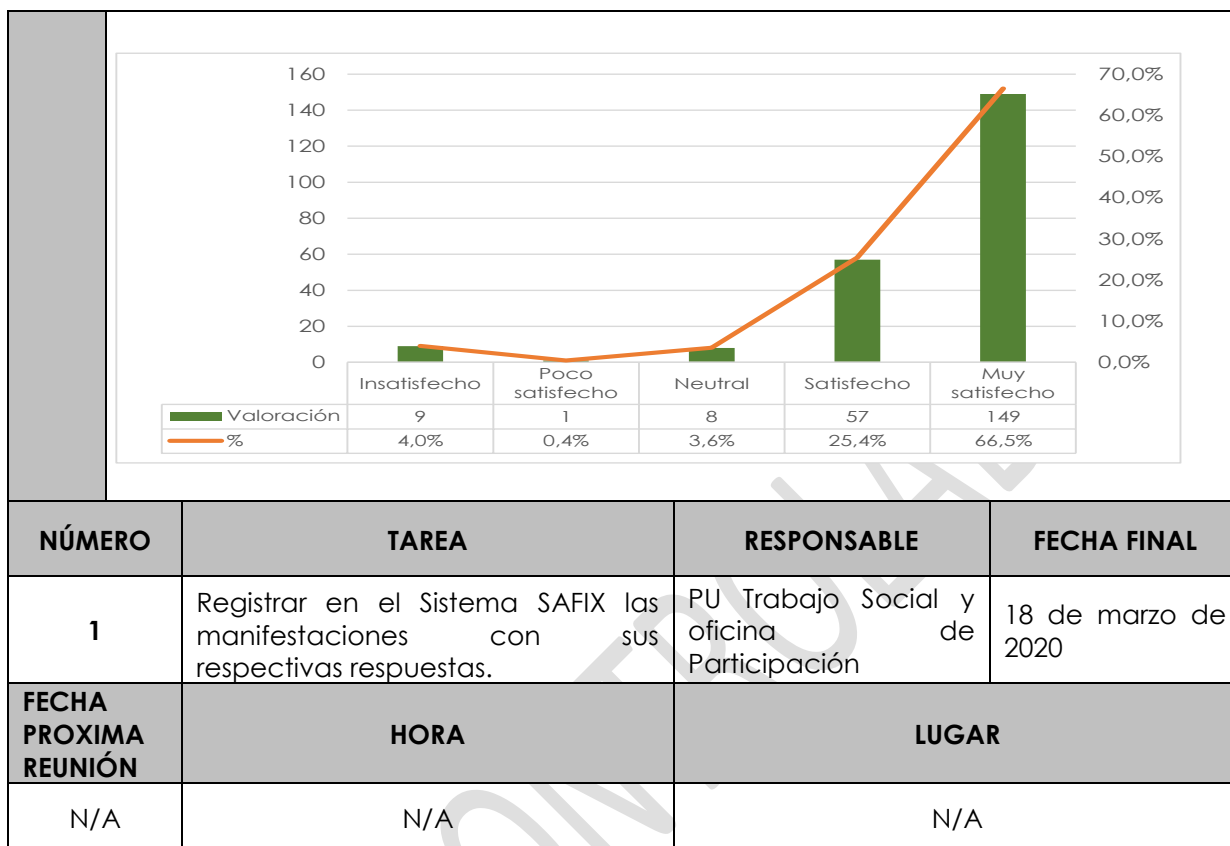 160
140
120
100
80
60
40
20
0
70,0%
60,0%
50,0%
40,0%
30,0%
20,0%
10,0%
0,0%
Insatisfecho Poco satisfecho Neutral Satisfecho Muy satisfecho
Valoración 9 1 8 57 149
% 4,0% 0,4% 3,6% 25,4% 66,5%
NÚMERO TAREA RESPONSABLE FECHA FINAL
1
Registrar en el Sistema SAFIX las
manifestaciones con sus
respectivas respuestas.
PU Trabajo Social y
oficina de
Participación
18 de marzo de
2020
FECHA
PROXIMA
REUNIÓN
HORA
LUGAR
N/A N/A N/A